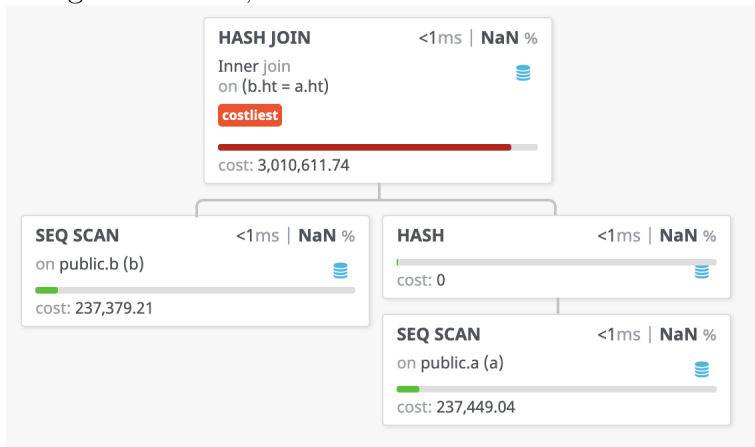 HASH JOIN <1ms | NaN %
Inner join
on (b.ht = a.ht)
costliest
cost: 3,010,611.74
SEQ SCAN <1ms | NaN %
on public.b (b)
cost: 237,379.21
HASH <1ms | NaN %
cost: 0
SEQ SCAN <1ms | NaN %
on public.a (a)
cost: 237,449.04